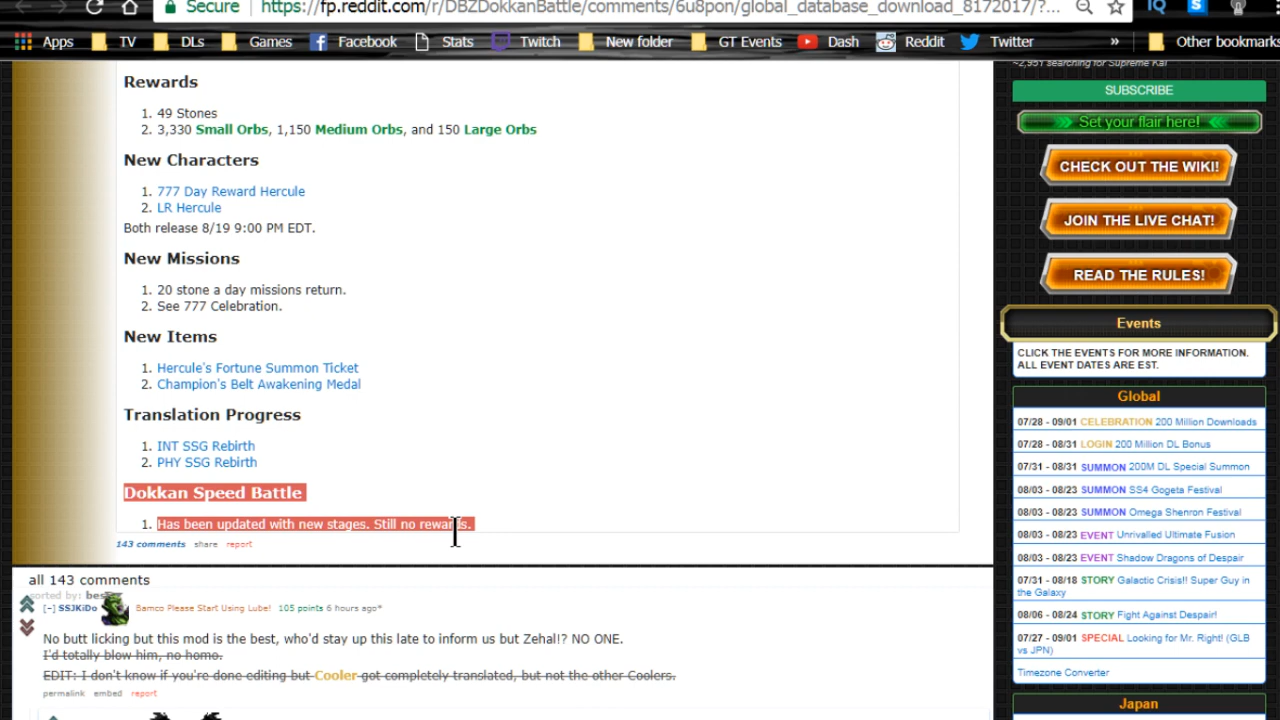 Secure https://fp.reddit.com/r/DBZDokkanBattle/comments/6u8pon/global_database_download_8172017/?...
Apps TV DLs Games Facebook Stats Twitch New folder GT Events Dash Reddit Twitter » Other bookmarks
Rewards
1. 49 Stones
2. 3,330 Small Orbs, 1,150 Medium Orbs, and 150 Large Orbs
New Characters
1. 777 Day Reward Hercule
2. LR Hercule
Both release 8/19 9:00 PM EDT.
New Missions
1. 20 stone a day missions return.
2. See 777 Celebration.
New Items
1. Hercule's Fortune Summon Ticket
2. Champion's Belt Awakening Medal
Translation Progress
1. INT SSG Rebirth
2. PHY SSG Rebirth
Dokkan Speed Battle
1. Has been updated with new stages. Still no rewards.
143 comments share report
all 143 comments
sorted by: best
[–] SSJKiDo Bamco Please Start Using Lube! 105 points 6 hours ago*
No butt licking but this mod is the best, who'd stay up this late to inform us but Zehal!? NO ONE.
I'd totally blow him, no homo.
EDIT: I don't know if you're done editing but Cooler got completely translated, but not the other Coolers.
permalink embed report
~2,951 searching for Supreme Kai
SUBSCRIBE
Set your flair here!
CHECK OUT THE WIKI!
JOIN THE LIVE CHAT!
READ THE RULES!
Events
CLICK THE EVENTS FOR MORE INFORMATION.
ALL EVENT DATES ARE EST.
Global
07/28 - 09/01 CELEBRATION 200 Million Downloads
07/28 - 08/31 LOGIN 200 Million DL Bonus
07/31 - 08/31 SUMMON 200M DL Special Summon
08/03 - 08/23 SUMMON SS4 Gogeta Festival
08/03 - 08/23 SUMMON Omega Shenron Festival
08/03 - 08/23 EVENT Unrivalled Ultimate Fusion
08/03 - 08/23 EVENT Shadow Dragons of Despair
07/31 - 08/18 STORY Galactic Crisis!! Super Guy in
the Galaxy
08/06 - 08/24 STORY Fight Against Despair!
07/27 - 09/01 SPECIAL Looking for Mr. Right! (GLB
vs JPN)
Timezone Converter
Japan